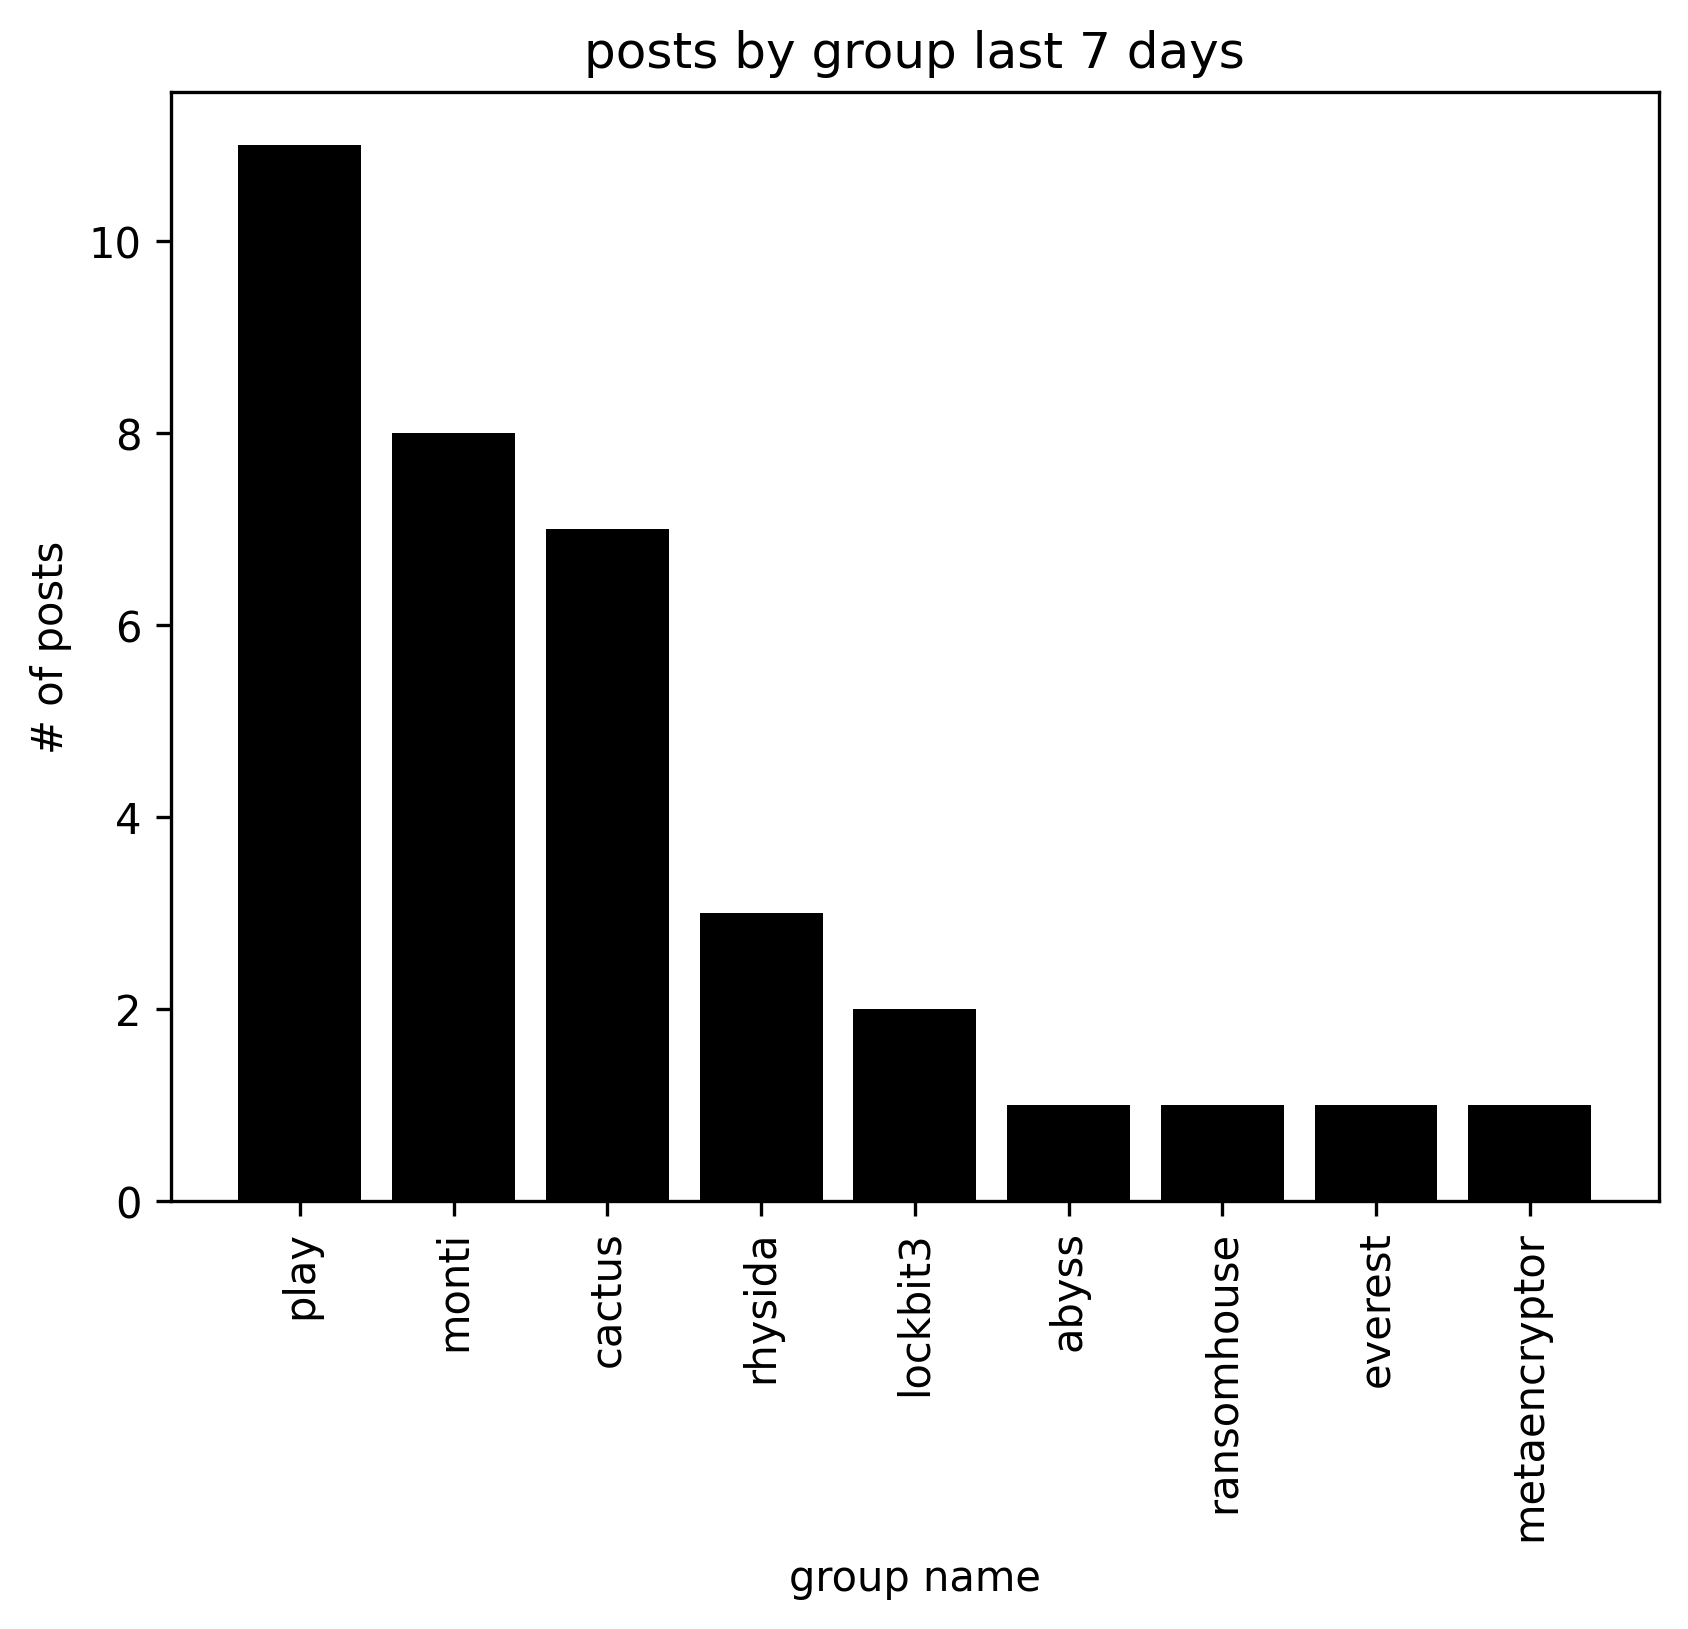 posts by group last 7 days
# of posts
10
8
6
4
2
0
play
monti
cactus
rhysida
lockbit3
abyss
ransomhouse
everest
metaencryptor
group name